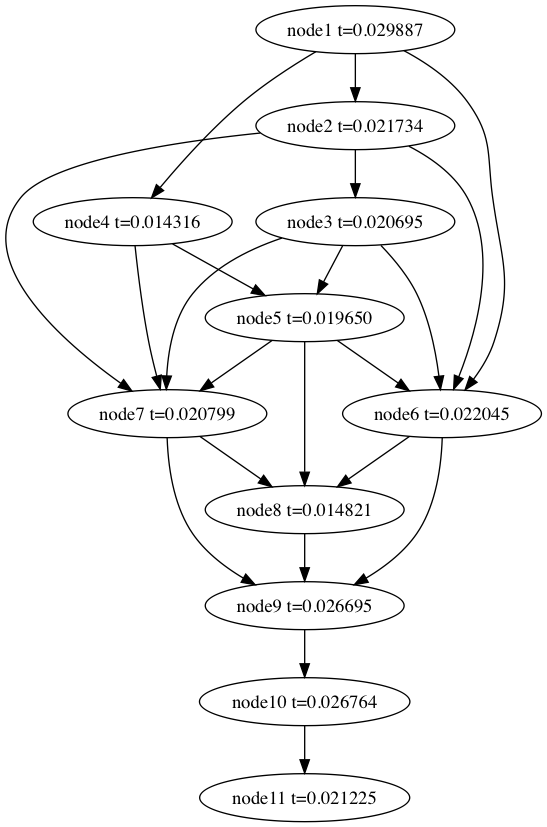 node1 t=0.029887
node2 t=0.021734
node4 t=0.014316
node3 t=0.020695
node5 t=0.019650
node7 t=0.020799
node6 t=0.022045
node8 t=0.014821
node9 t=0.026695
node10 t=0.026764
node11 t=0.021225